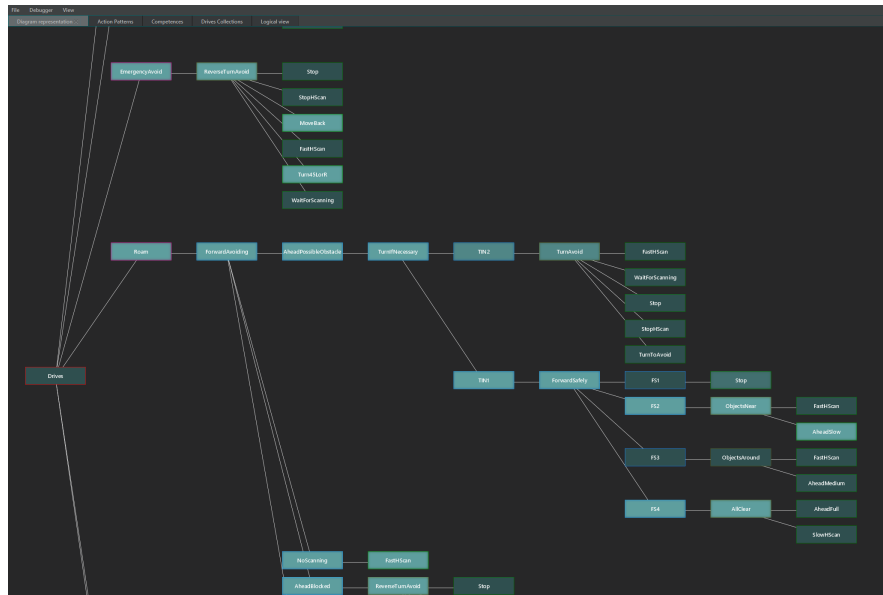 File Debugger View
Diagram representation Action Patterns Competences Drives Collections Logical view
EmergencyAvoid ReverseTurnAvoid Stop
StopHScan
MoveBack
FastHScan
Turn45LorR
WaitForScanning
Roam ForwardAvoiding AheadPossibleObstacle TurnIfNecessary TIN2 TurnAvoid FastHScan
WaitForScanning
Stop
StopHScan
TurnToAvoid
Drives TIN1 ForwardSafely FS1 Stop
FS2 ObjectsNear FastHScan
AheadSlow
FS3 ObjectsAround FastHScan
AheadMedium
FS4 AllClear AheadFull
SlowHScan
NoScanning FastHScan
AheadBlocked ReverseTurnAvoid Stop